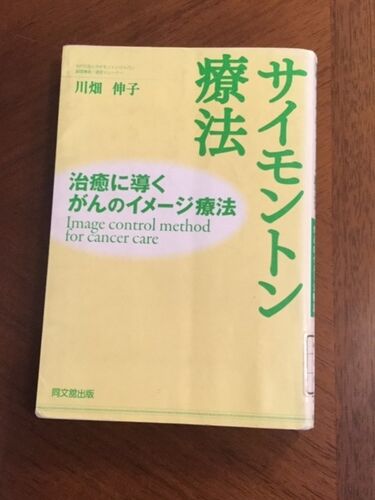 川畑 伸子
サイモントン
療法
治癒に導く
がんのイメージ療法
Image control method
for cancer care
同文舘出版